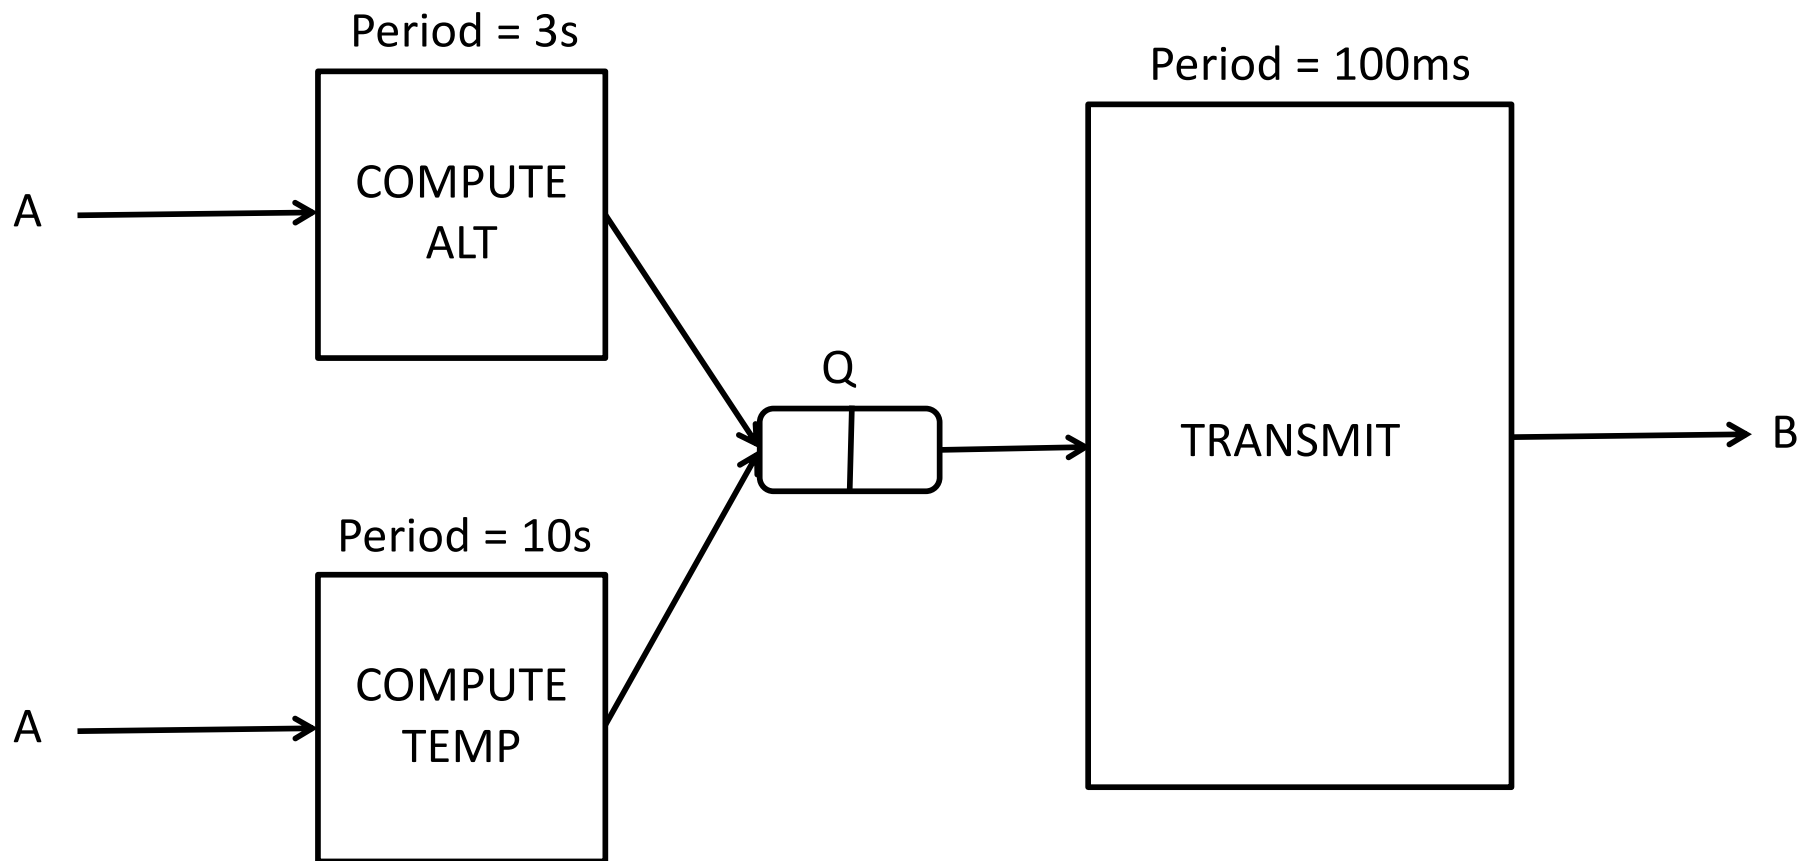 Period = 3s
A
COMPUTE
ALT
Period = 10s
A
COMPUTE
TEMP
Q
Period = 100ms
TRANSMIT
B